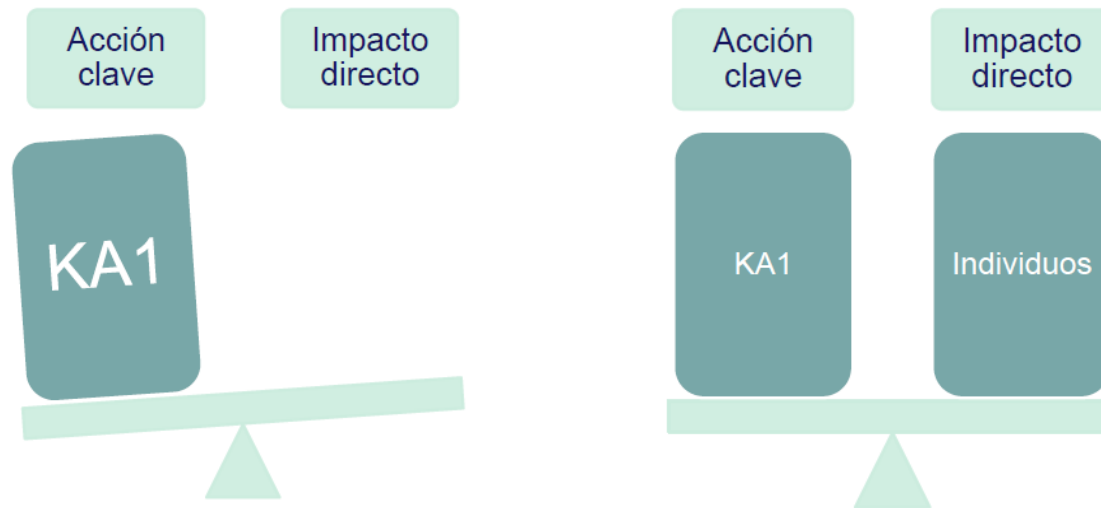 Acción
clave
Impacto
directo
KA1
Acción
clave
Impacto
directo
KA1
Individuos